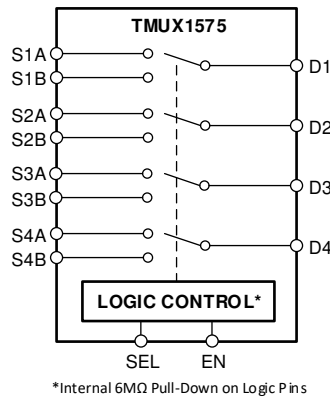 TMUX1575
S1A
D1
S1B
S2A
D2
S2B
S3A
D3
S3B
S4A
D4
S4B
LOGIC CONTROL*
SEL EN
*Internal 6MΩ Pull-Down on Logic Pins